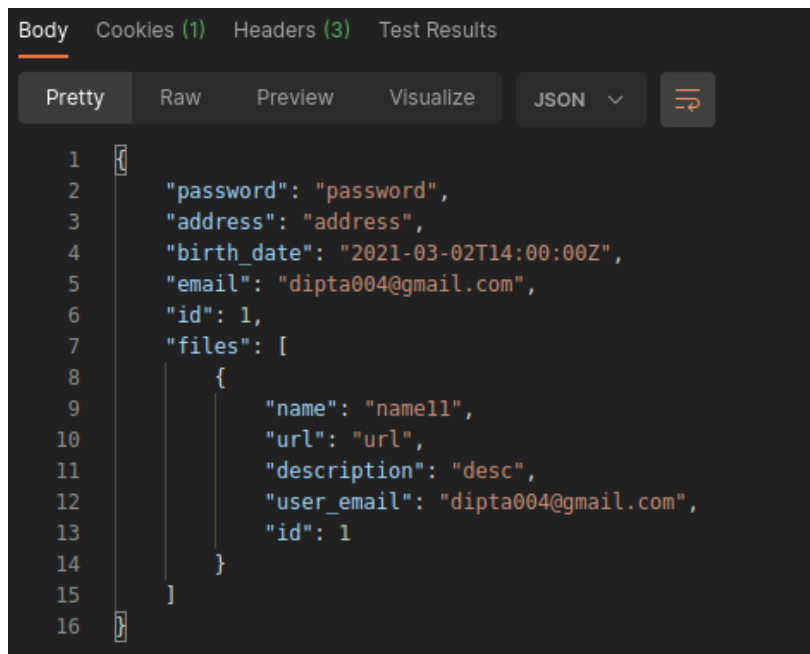 Body Cookies (1) Headers (3) Test Results
Pretty Raw Preview Visualize JSON
1 {
2 "password": "password",
3 "address": "address",
4 "birth_date": "2021-03-02T14:00:00Z",
5 "email": "dipta004@gmail.com",
6 "id": 1,
7 "files": [
8 {
9 "name": "name11",
10 "url": "url",
11 "description": "desc",
12 "user_email": "dipta004@gmail.com",
13 "id": 1
14 }
15 ]
16 }